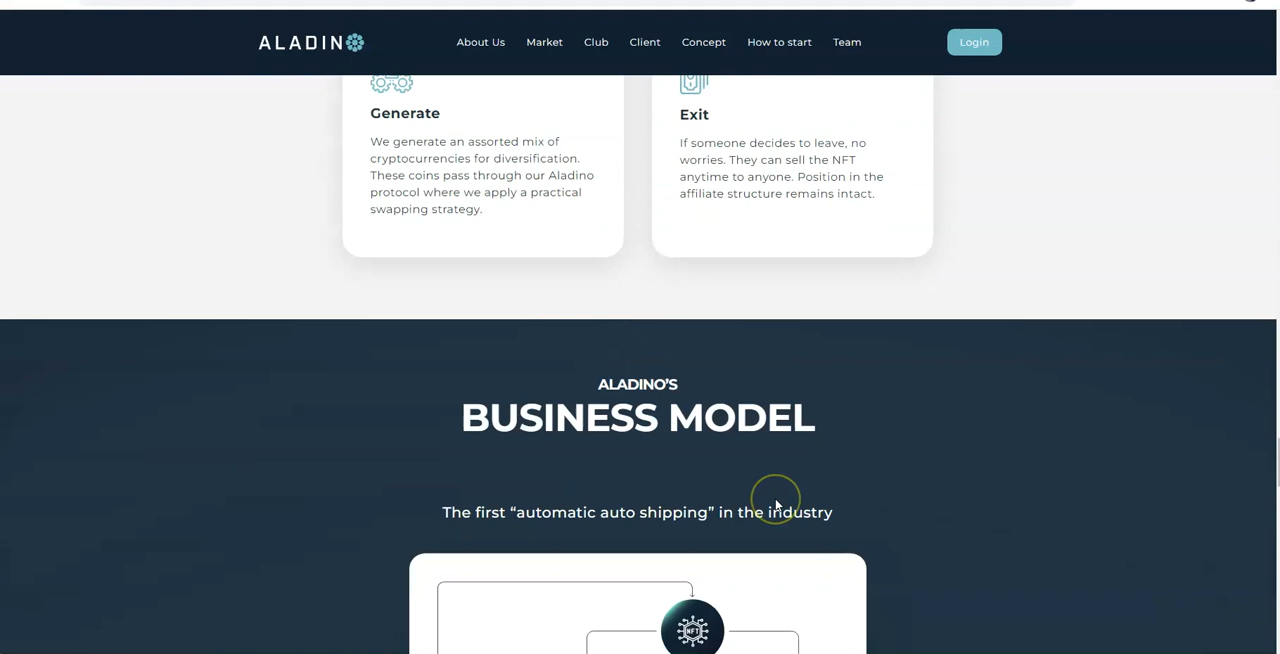 ALADINO
About Us Market Club Client Concept How to start Team Login
Generate
We generate an assorted mix of
cryptocurrencies for diversification.
These coins pass through our Aladino
protocol where we apply a practical
swapping strategy.
Exit
If someone decides to leave, no
worries. They can sell the NFT
anytime to anyone. Position in the
affiliate structure remains intact.
ALADINO'S
BUSINESS MODEL
The first “automatic auto shipping” in the industry
NFT